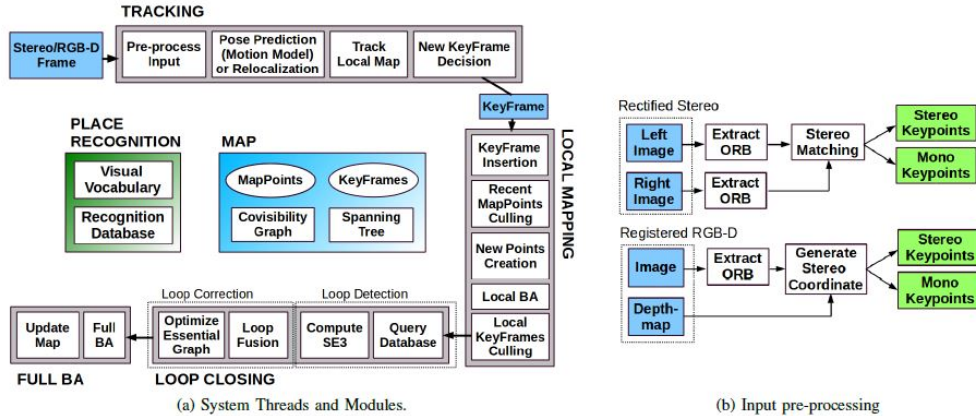 TRACKING
Stereo/RGB-D
Frame
Pre-process
Input
Pose Prediction
(Motion Model)
or Relocalization
Track
Local Map
New KeyFrame
Decision
KeyFrame
PLACE
RECOGNITION
Visual
Vocabulary
Recognition
Database
MAP
MapPoints
KeyFrames
Covisibility
Graph
Spanning
Tree
LOCAL MAPPING
KeyFrame
Insertion
Recent
MapPoints
Culling
New Points
Creation
Local BA
Local
KeyFrames
Culling
Loop Correction
Loop Detection
Update
Map
Full
BA
Optimize
Essential
Graph
Loop
Fusion
Compute
SE3
Query
Database
FULL BA
LOOP CLOSING
(a) System Threads and Modules.
Rectified Stereo
Left
Image
Extract
ORB
Stereo
Matching
Stereo
Keypoints
Mono
Keypoints
Right
Image
Extract
ORB
Registered RGB-D
Image
Extract
ORB
Generate
Stereo
Coordinate
Stereo
Keypoints
Mono
Keypoints
Depth-
map
(b) Input pre-processing